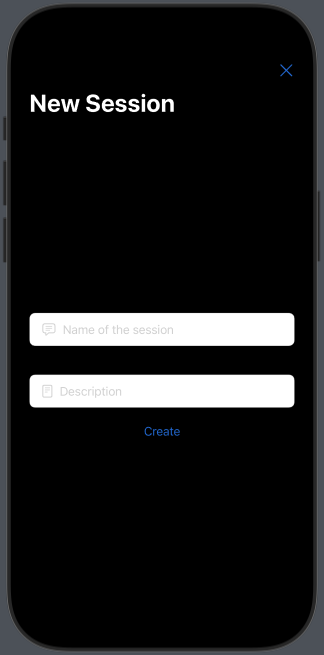 New Session
Name of the session
Description
Create